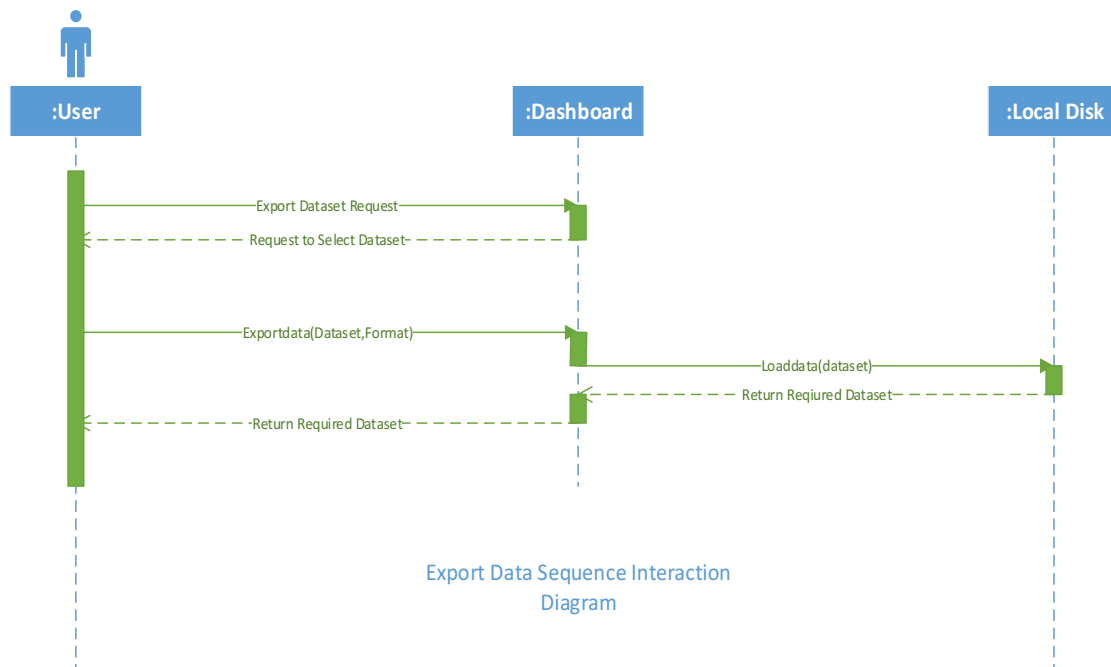 :User
:Dashboard
:Local Disk
Export Dataset Request
Request to Select Dataset
Exportdata(Dataset,Format)
Loaddata(dataset)
Return Reqiured Dataset
Return Required Dataset
Export Data Sequence Interaction
Diagram